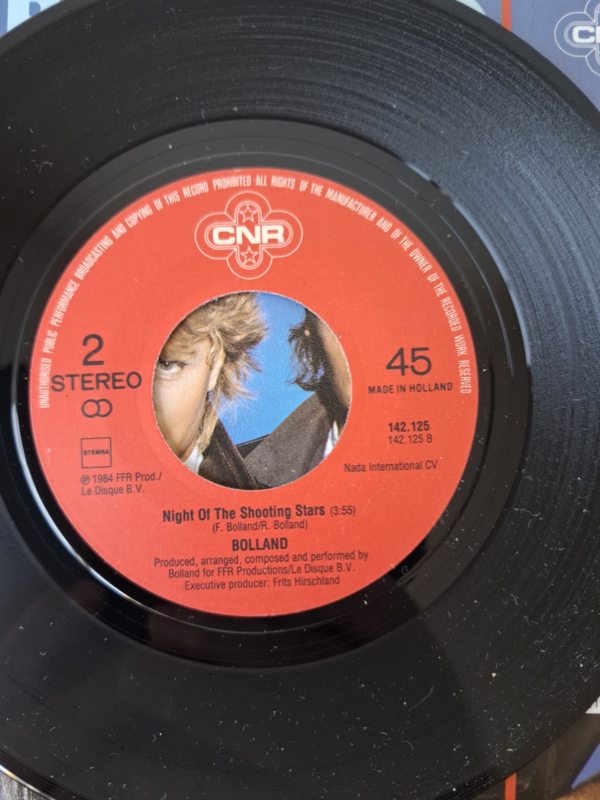 UNAUTHORISED PUBLIC PERFORMANCE BROADCASTING AND COPYING OF THIS RECORD PROHIBITED·ALL RIGHTS OF THE MANUFACTURER AND OF THE OWNER OF THE RECORDED WORK RESERVED
CNR
2
STEREO
45
MADE IN HOLLAND
142.125
142.125 B
STEMRA
Nada International CV
℗ 1984 FFR Prod./
Le Disque B.V.
Night Of The Shooting Stars (3:55)
(F. Bolland/R. Bolland)
BOLLAND
Produced, arranged, composed and performed by
Bolland for FFR Productions/Le Disque B.V.
Executive producer: Frits Hirschland